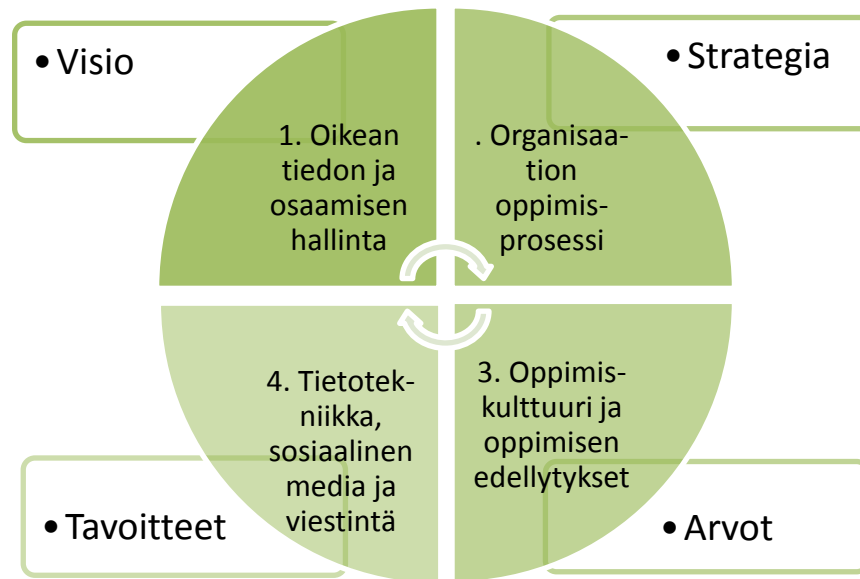 • Visio
• Strategia
1. Oikean
tiedon ja
osaamisen
hallinta
. Organisaa-
tion
oppimis-
prosessi
4. Tietotek-
niikka,
sosiaalinen
media ja
viestintä
3. Oppimis-
kulttuuri ja
oppimisen
edellytykset
• Tavoitteet
• Arvot